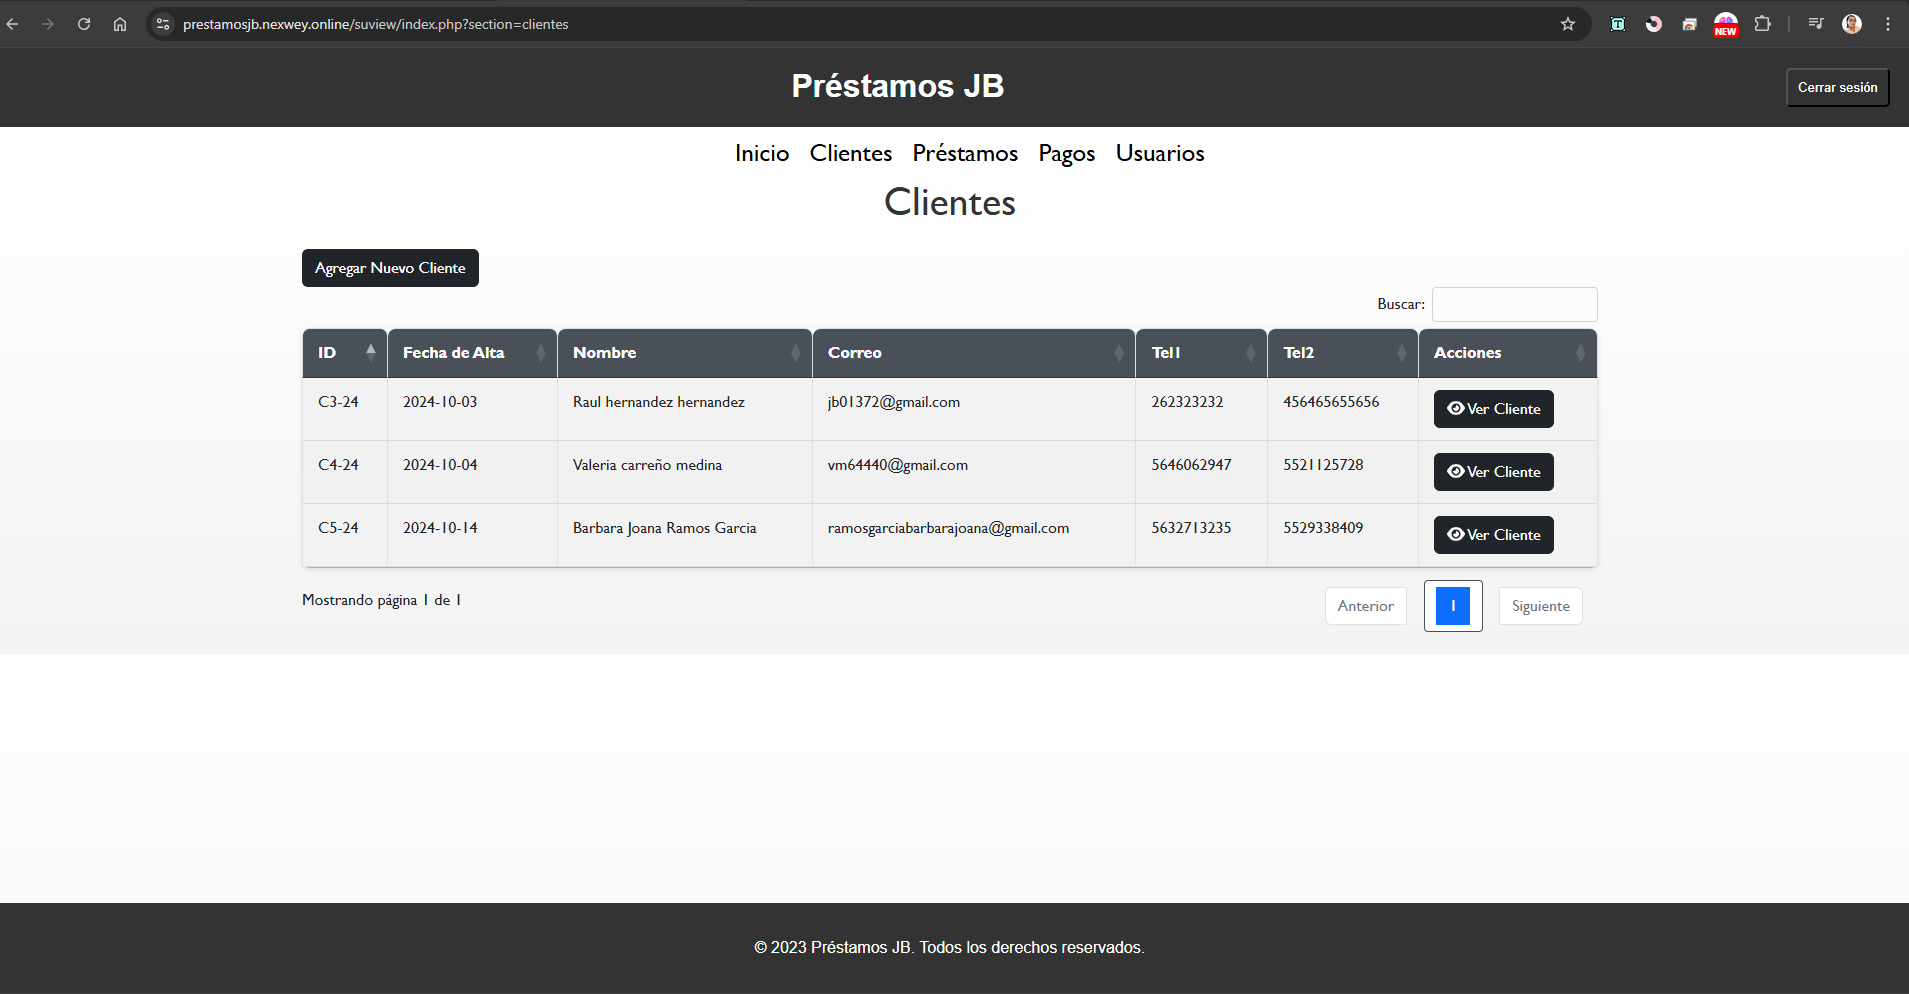 prestamosjb.nexwey.online/suview/index.php?section=clientes
NEW
Préstamos JB
Cerrar sesión
Inicio Clientes Préstamos Pagos Usuarios
Clientes
Agregar Nuevo Cliente
Buscar:
ID Fecha de Alta Nombre Correo Tel1 Tel2 Acciones
C3-24 2024-10-03 Raul hernandez hernandez jb01372@gmail.com 262323232 456465655656 Ver Cliente
C4-24 2024-10-04 Valeria carreño medina vm64440@gmail.com 5646062947 5521125728 Ver Cliente
C5-24 2024-10-14 Barbara Joana Ramos Garcia ramosgarciabarbarajoana@gmail.com 5632713235 5529338409 Ver Cliente
Mostrando página 1 de 1
Anterior 1 Siguiente
© 2023 Préstamos JB. Todos los derechos reservados.